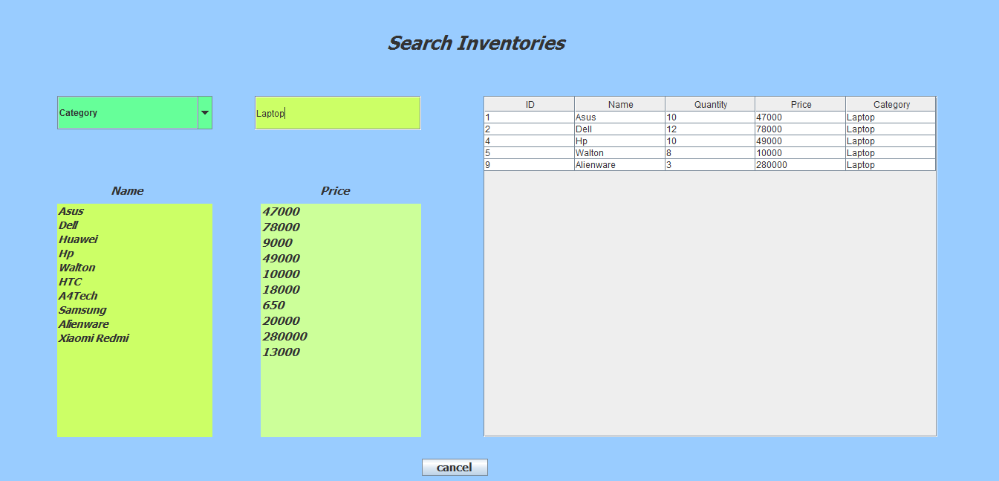 Search Inventories
Category
Laptop
ID Name Quantity Price Category
1 Asus 10 47000 Laptop
2 Dell 12 78000 Laptop
4 Hp 10 49000 Laptop
5 Walton 8 10000 Laptop
9 Alienware 3 280000 Laptop
Name
Asus
Dell
Huawei
Hp
Walton
HTC
A4Tech
Samsung
Alienware
Xiaomi Redmi
Price
47000
78000
9000
49000
10000
18000
650
20000
280000
13000
cancel